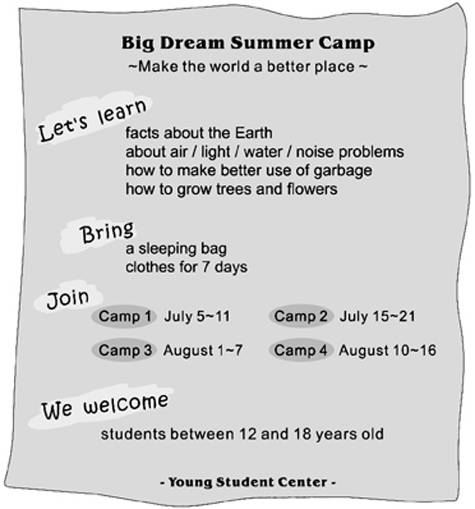 Big Dream Summer Camp
~Make the world a better place ~
Let's learn
facts about the Earth
about air / light / water / noise problems
how to make better use of garbage
how to grow trees and flowers
Bring
a sleeping bag
clothes for 7 days
Join
Camp 1 July 5~11 Camp 2 July 15~21
Camp 3 August 1~7 Camp 4 August 10~16
We welcome
students between 12 and 18 years old
- Young Student Center -